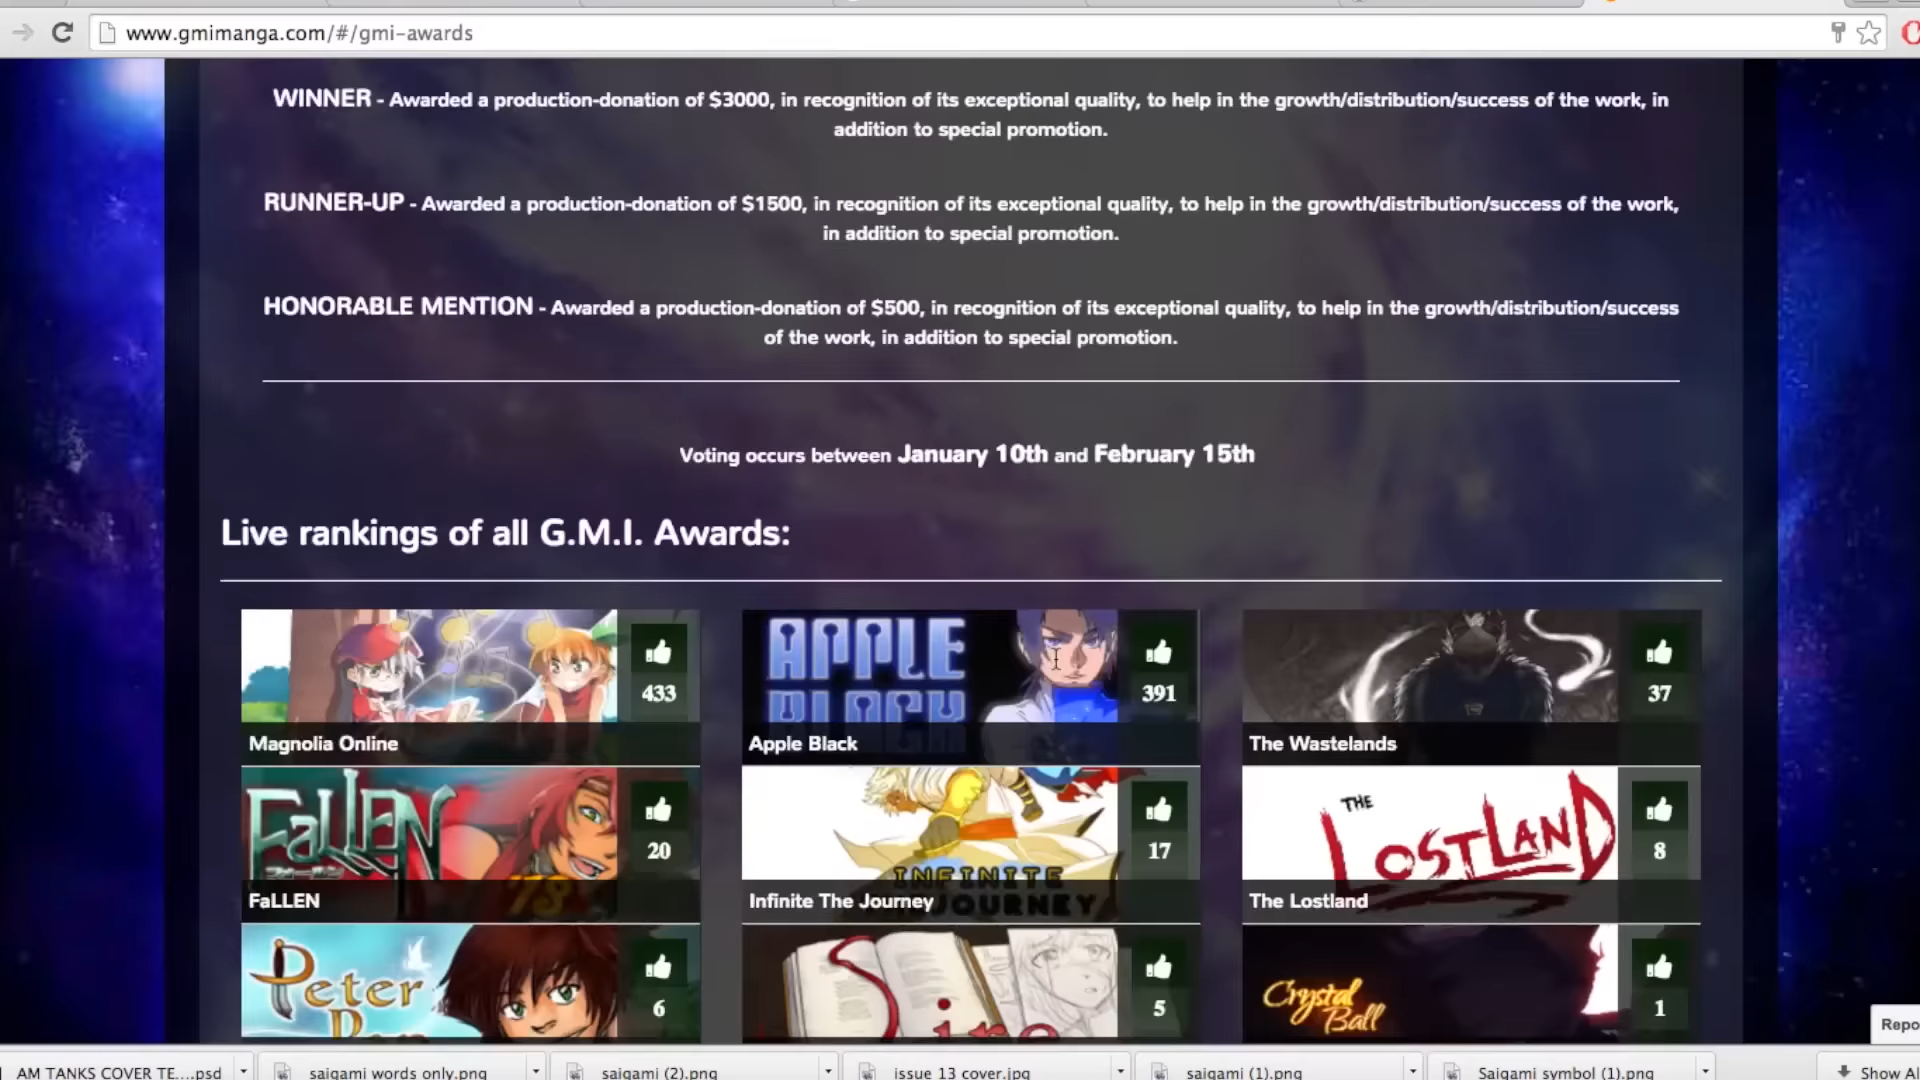 www.gmimanga.com/#/gmi-awards
WINNER - Awarded a production-donation of $3000, in recognition of its exceptional quality, to help in the growth/distribution/success of the work, in
addition to special promotion.
RUNNER-UP - Awarded a production-donation of $1500, in recognition of its exceptional quality, to help in the growth/distribution/success of the work,
in addition to special promotion.
HONORABLE MENTION - Awarded a production-donation of $500, in recognition of its exceptional quality, to help in the growth/distribution/success
of the work, in addition to special promotion.
Voting occurs between January 10th and February 15th
Live rankings of all G.M.I. Awards:
APPLE
BLACK
433
391
37
Magnolia Online
Apple Black
The Wastelands
FaLLEN
THE
LOSTLAND
20
17
8
INFINITE
JOURNEY
FaLLEN
Infinite The Journey
The Lostland
Peter
Pan
Crystal
Ball
6
5
1
Repo
AM TANKS COVER TE....psd
saigami words only.png
saigami (2).png
issue 13 cover.jpg
saigami (1).png
Saigami symbol (1).png
Show Al